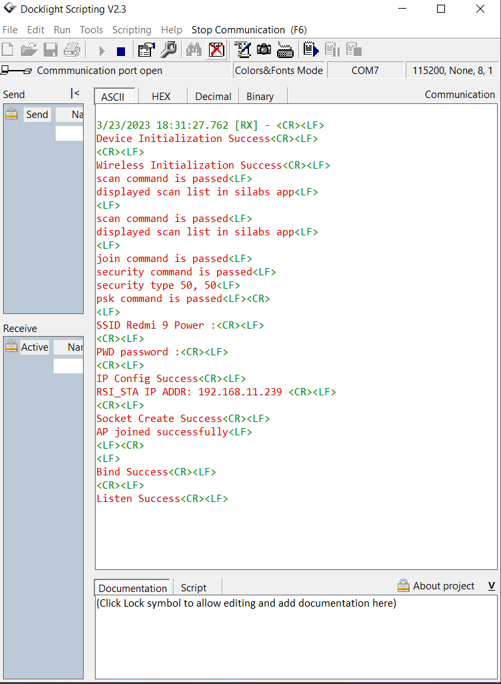 Docklight Scripting V2.3
File Edit Run Tools Scripting Help Stop Communication (F6)
Commmunication port open
Colors&Fonts Mode
COM7
115200, None, 8, 1
Send
|<
Send
Na
ASCII
HEX
Decimal
Binary
Communication
3/23/2023 18:31:27.762 [RX] - <CR><LF>
Device Initialization Success<CR><LF>
<CR><LF>
Wireless Initialization Success<CR><LF>
scan command is passed<LF>
displayed scan list in silabs app<LF>
<LF>
scan command is passed<LF>
displayed scan list in silabs app<LF>
<LF>
join command is passed<LF>
security command is passed<LF>
security type 50, 50<LF>
psk command is passed<LF><CR>
<LF>
SSID Redmi 9 Power :<CR><LF>
<CR><LF>
PWD password :<CR><LF>
<CR><LF>
IP Config Success<CR><LF>
RSI_STA IP ADDR: 192.168.11.239 <CR><LF>
<CR><LF>
Socket Create Success<CR><LF>
AP joined successfully<LF>
<LF><CR>
<LF>
Bind Success<CR><LF>
<CR><LF>
Listen Success<CR><LF>
Receive
Active
Nar
Documentation
Script
About project
V
(Click Lock symbol to allow editing and add documentation here)